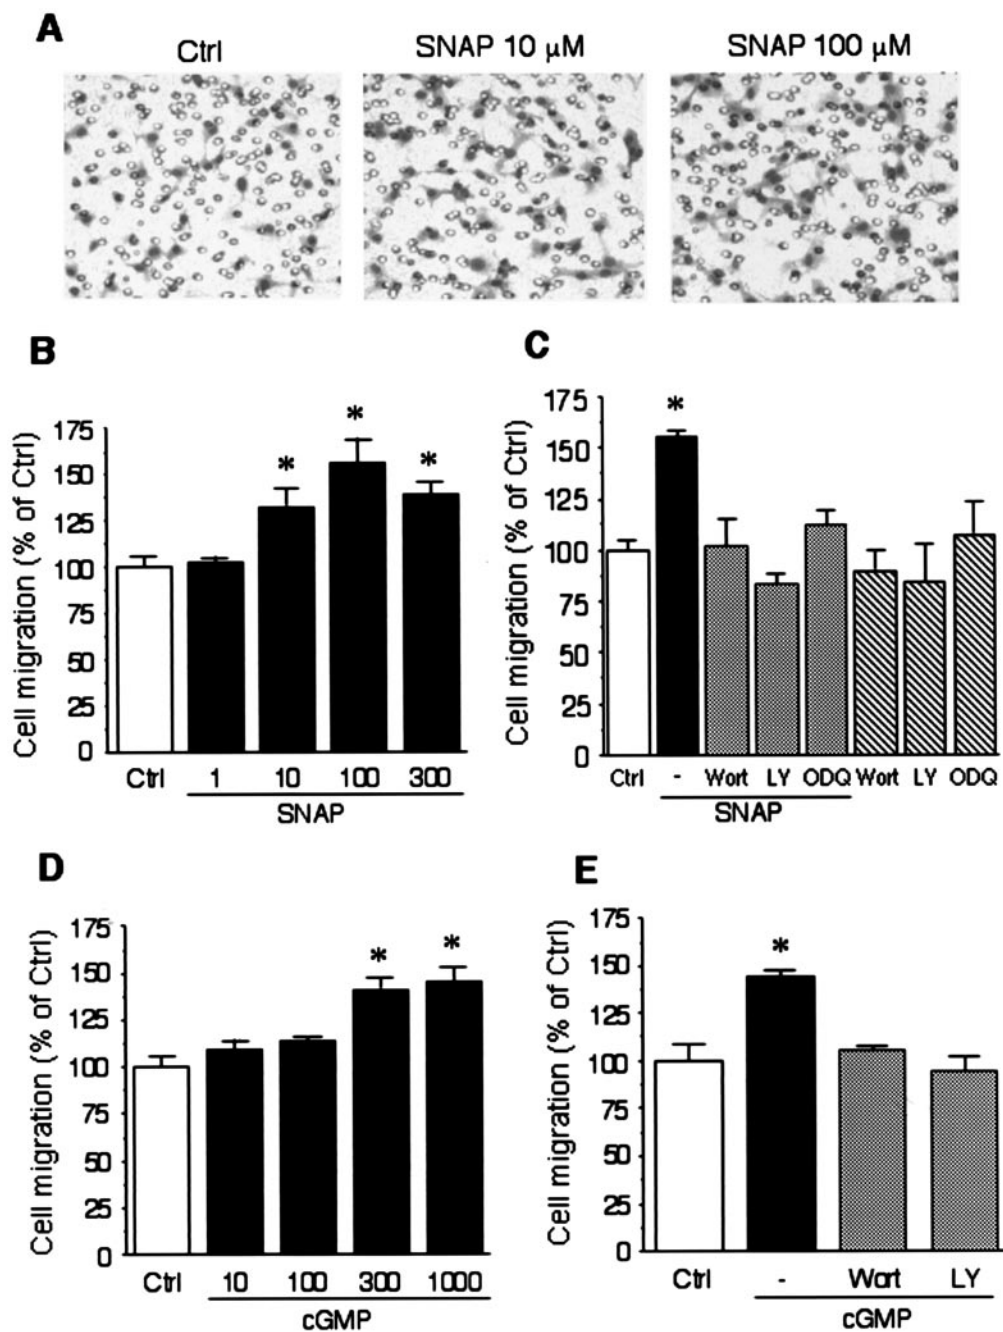 A
Ctrl SNAP 10 µM SNAP 100 µM
B
Cell migration (% of Ctrl)
175
150
125
100
75
50
25
0
Ctrl 1 10 100 300
SNAP
* * *
C
Cell migration (% of Ctrl)
175
150
125
100
75
50
25
0
Ctrl - Wort LY ODQ Wort LY ODQ
SNAP
*
D
Cell migration (% of Ctrl)
175
150
125
100
75
50
25
0
Ctrl 10 100 300 1000
cGMP
* *
E
Cell migration (% of Ctrl)
175
150
125
100
75
50
25
0
Ctrl - Wort LY
cGMP
*